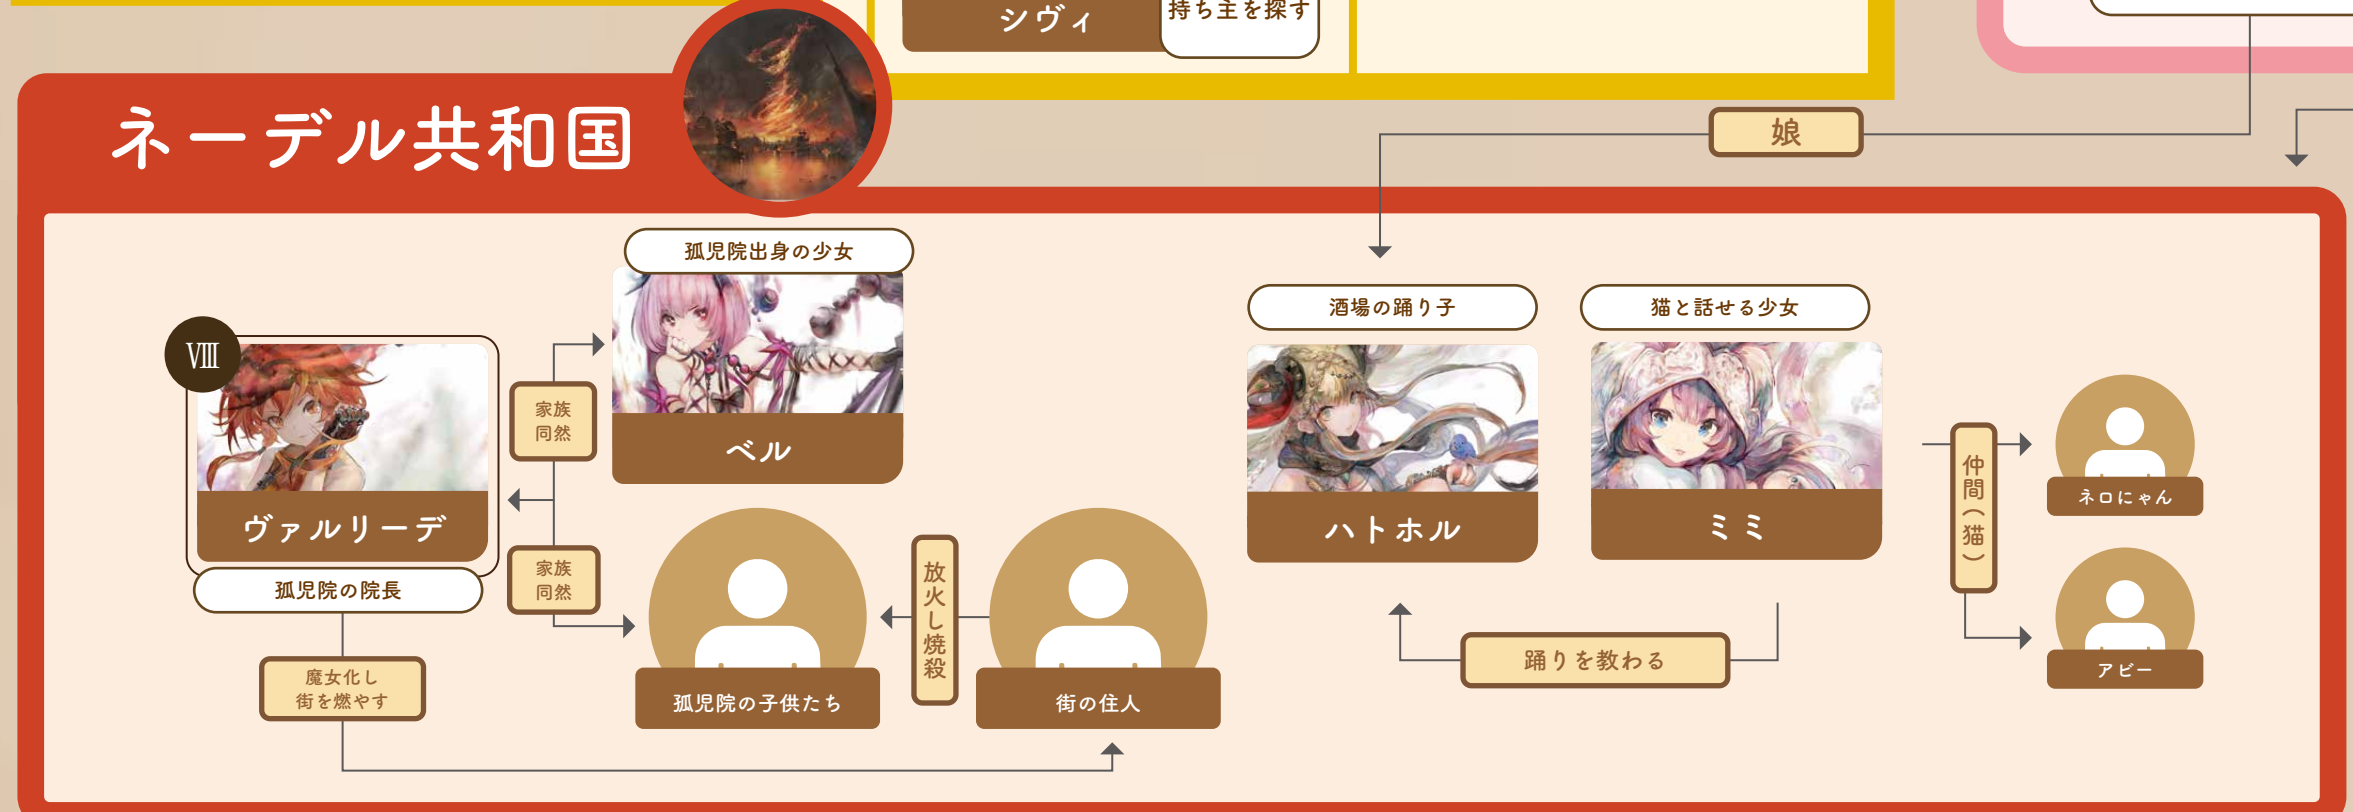 シヴィ
持ち主を探す
ネーデル共和国
娘
孤児院出身の少女
ベル
VIII
ヴァルリーデ
孤児院の院長
家族
同然
家族
同然
魔女化し
街を燃やす
孤児院の子供たち
放火し焼殺
街の住人
酒場の踊り子
ハトホル
猫と話せる少女
ミミ
踊りを教わる
仲間(猫)
ネロにゃん
アビー